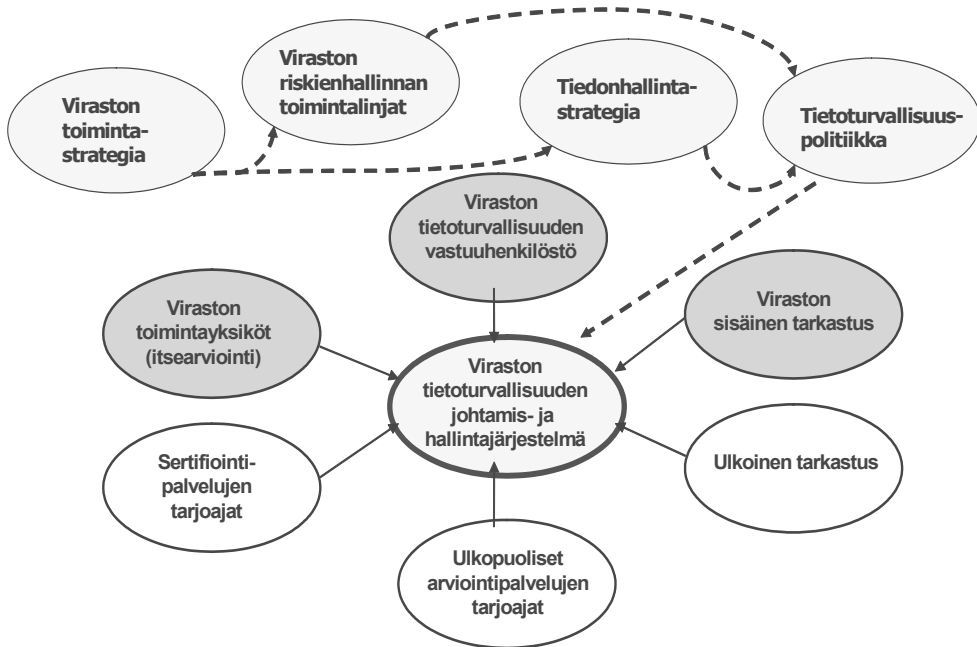 Viraston
toiminta-
strategia
Viraston
riskienhallinnan
toimintalinjat
Tiedonhallinta-
strategia
Tietoturvallisuus-
politiikka
Viraston
tietoturvallisuuden
vastuuhenkilöstö
Viraston
toimintayksiköt
(itsearviointi)
Viraston
sisäinen tarkastus
Viraston
tietoturvallisuuden
johtamis- ja
hallintajärjestelmä
Sertifiointi-
palvelujen
tarjoajat
Ulkoinen tarkastus
Ulkopuoliset
arviointipalvelujen
tarjoajat